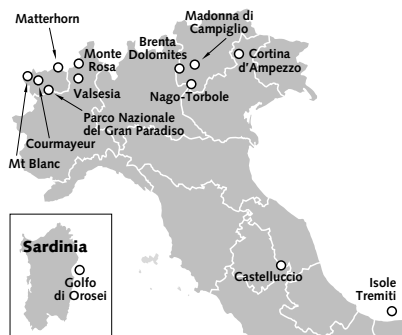 Matterhorn
Monte
Rosa
Valsesia
Parco Nazionale
del Gran Paradiso
Courmayeur
Mt Blanc
Brenta
Dolomites
Madonna di
Campiglio
Nago-Torbole
Cortina
d'Ampezzo
Sardinia
Golfo
di Orosei
Castelluccio
Isole
Tremiti